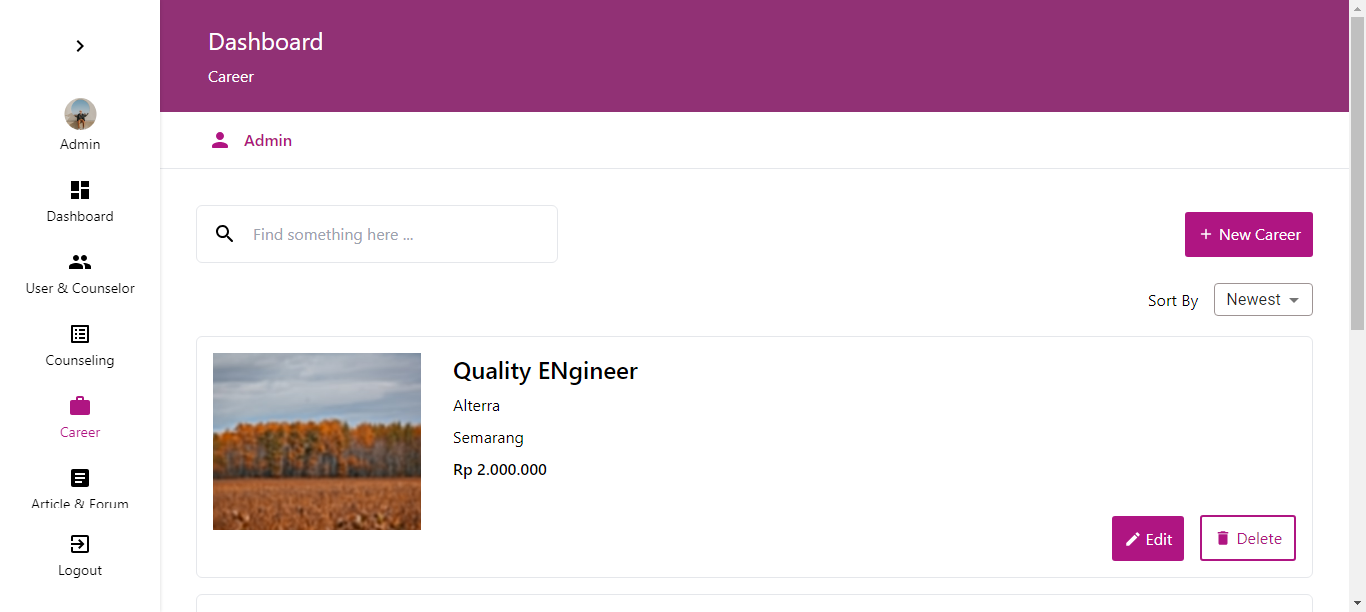 Dashboard
Career
Admin
Admin
Dashboard
User & Counselor
Counseling
Career
Article & Forum
Logout
Find something here ...
+ New Career
Sort By
Newest
Quality ENgineer
Alterra
Semarang
Rp 2.000.000
Edit
Delete